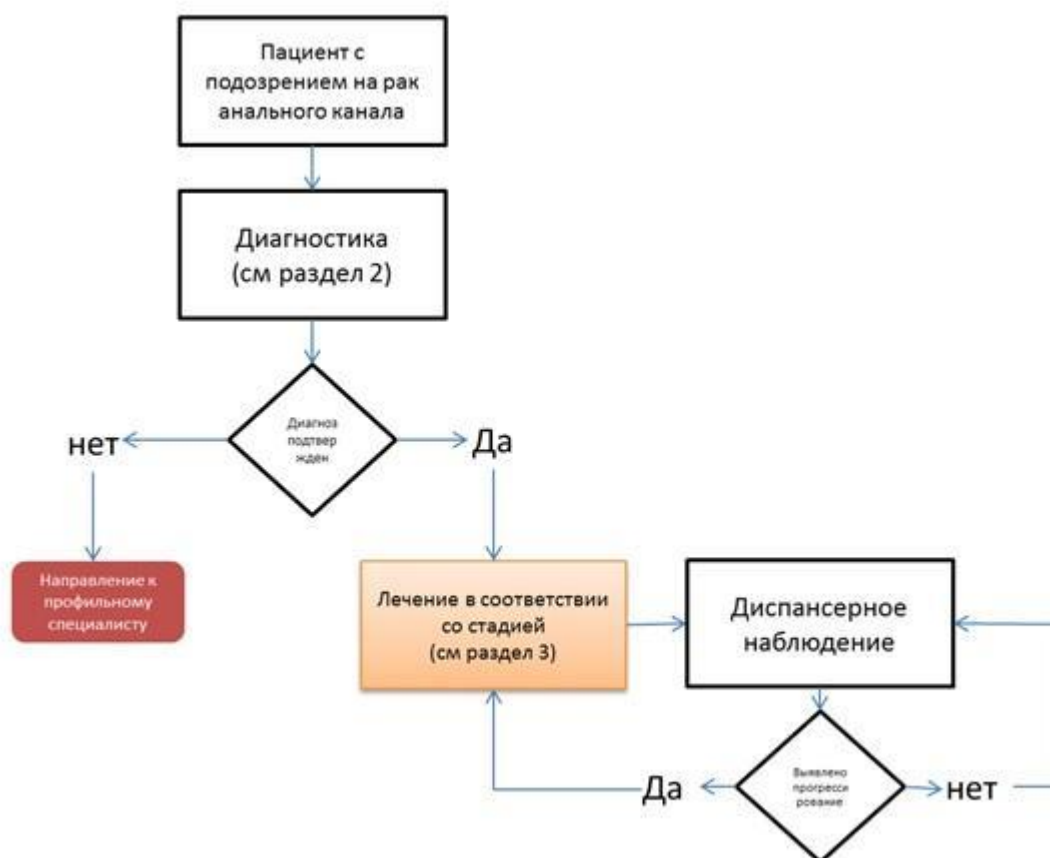 Пациент с
подозрением на рак
анального канала
Диагностика
(см раздел 2)
Диагноз
подтвер
жден
нет
Да
Направление к
профильному
специалисту
Лечение в соответствии
со стадией
(см раздел 3)
Диспансерное
наблюдение
Выявлено
прогресси
рование
Да
нет